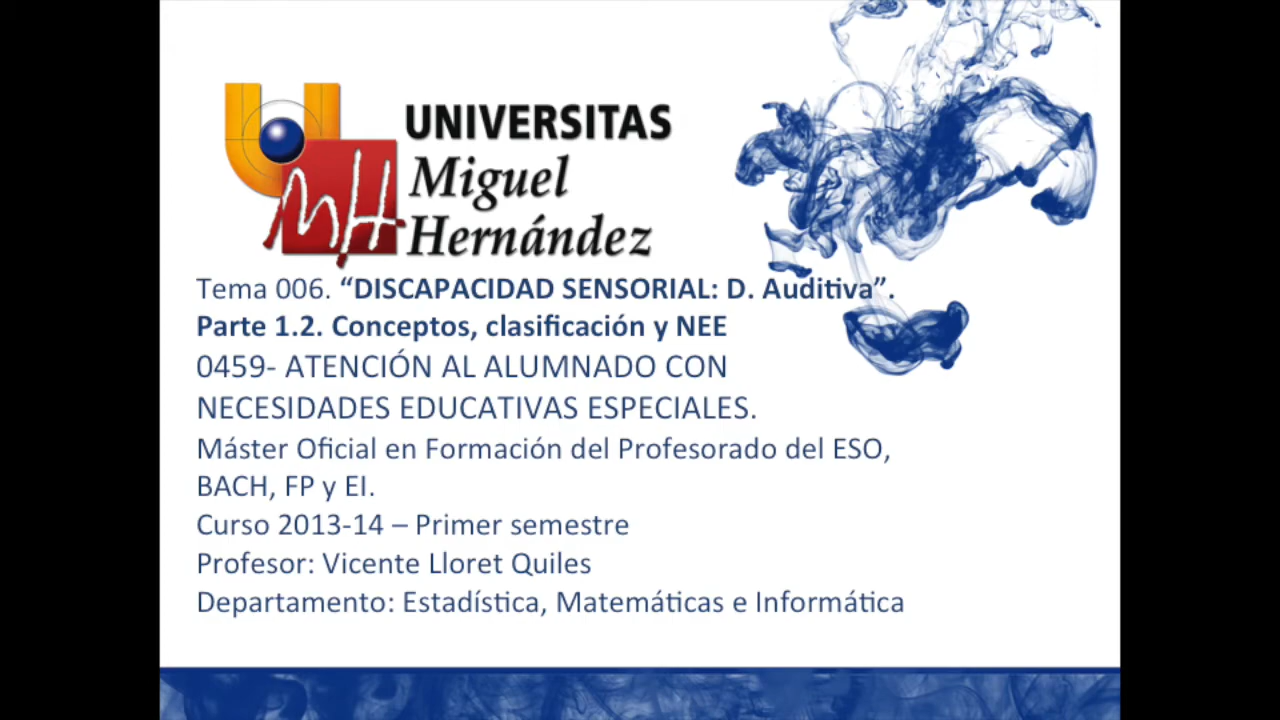 UNIVERSITAS
Miguel
Hernández
Tema 006. “DISCAPACIDAD SENSORIAL: D. Auditiva”.
Parte 1.2. Conceptos, clasificación y NEE
0459- ATENCIÓN AL ALUMNADO CON
NECESIDADES EDUCATIVAS ESPECIALES.
Máster Oficial en Formación del Profesorado del ESO,
BACH, FP y EI.
Curso 2013-14 – Primer semestre
Profesor: Vicente Lloret Quiles
Departamento: Estadística, Matemáticas e Informática